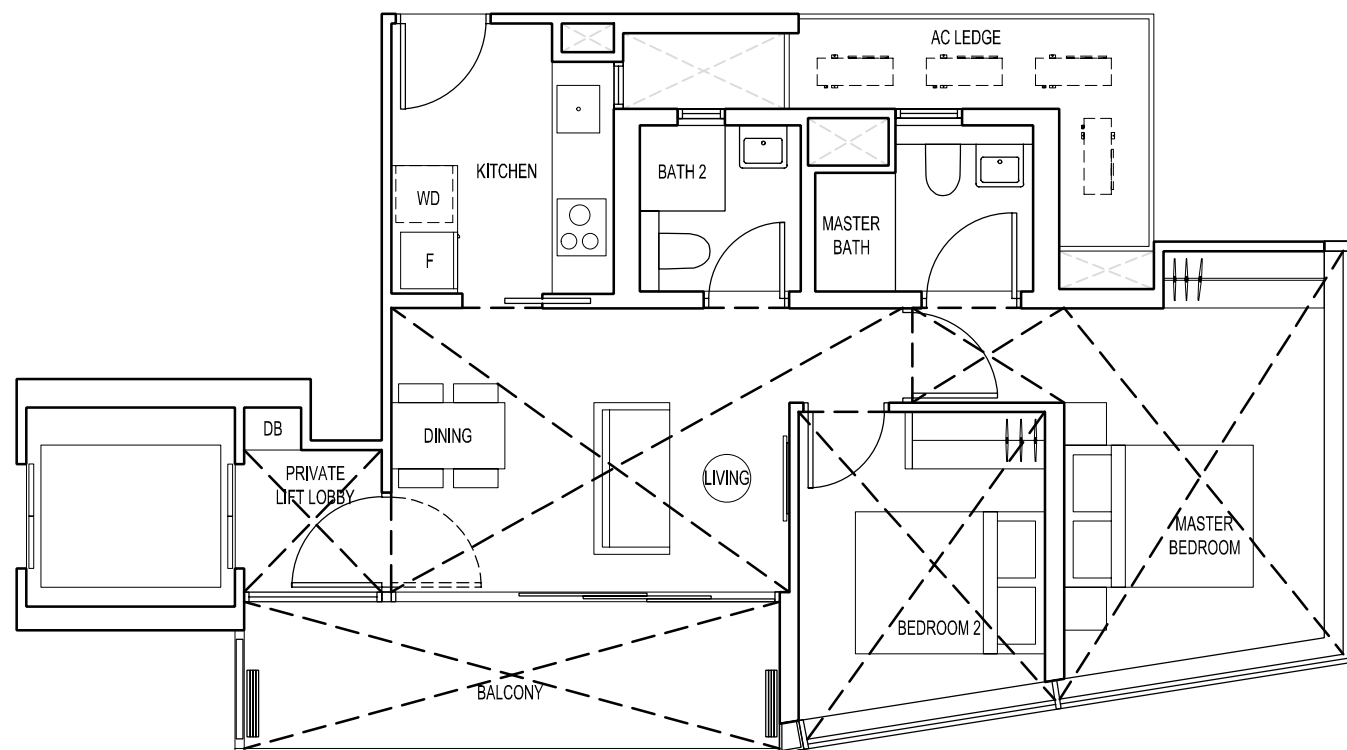 AC LEDGE
KITCHEN
BATH 2
WD
MASTER
BATH
F
DB
DINING
PRIVATE
LIFT LOBBY
LIVING
MASTER
BEDROOM
BEDROOM 2
BALCONY